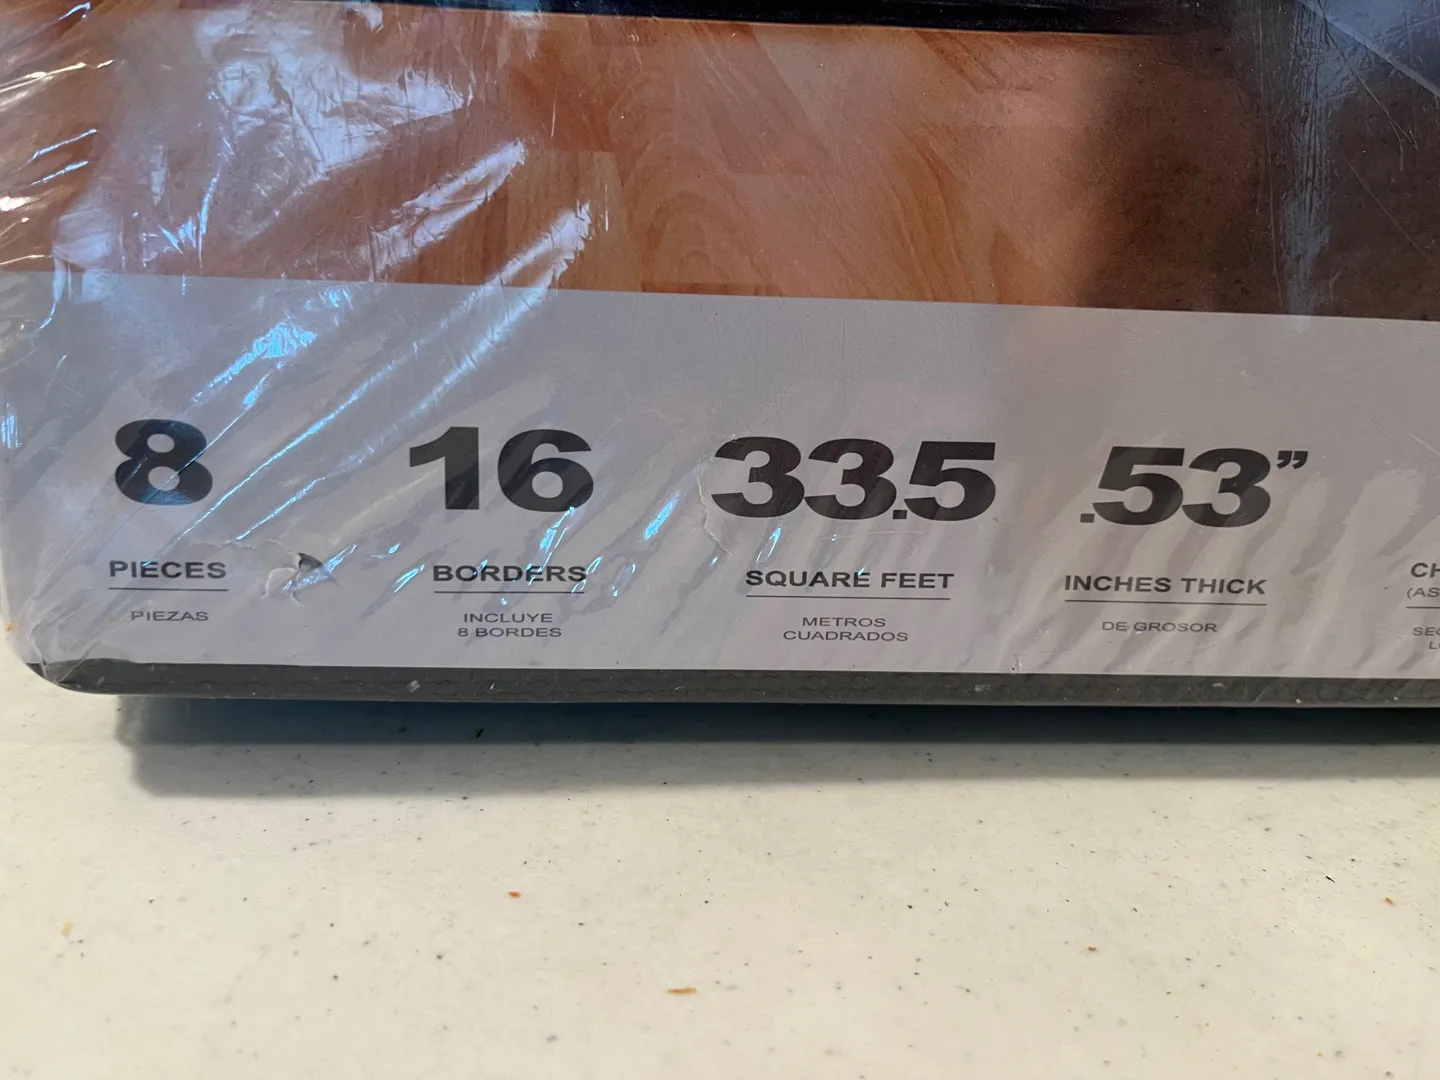 8
PIECES
PIEZAS
16
BORDERS
INCLUYE
8 BORDES
33.5
SQUARE FEET
METROS
CUADRADOS
.53”
INCHES THICK
DE GROSOR